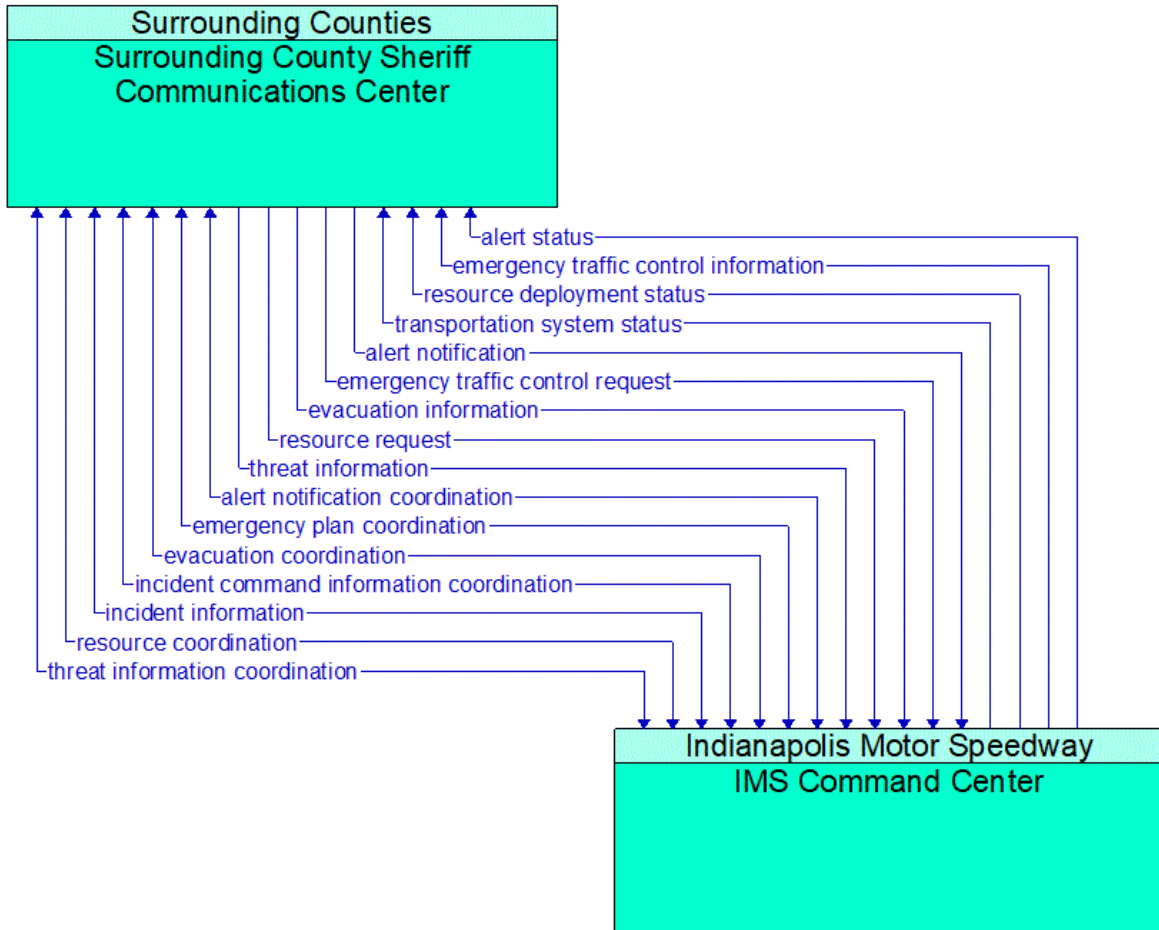 Surrounding Counties
Surrounding County Sheriff
Communications Center
alert status
emergency traffic control information
resource deployment status
transportation system status
alert notification
emergency traffic control request
evacuation information
resource request
threat information
alert notification coordination
emergency plan coordination
evacuation coordination
incident command information coordination
incident information
resource coordination
threat information coordination
Indianapolis Motor Speedway
IMS Command Center